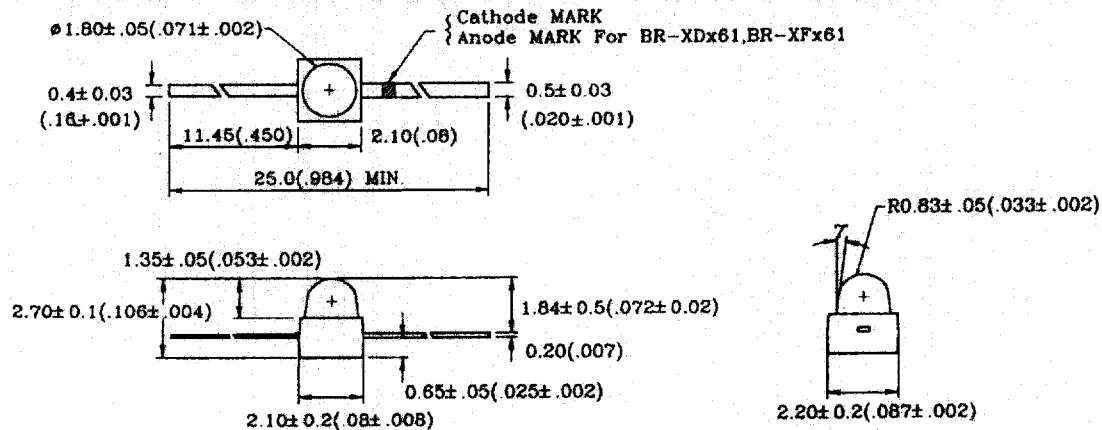 Cathode MARK
ø1.80±.05(.071±.002)
Anode MARK For BR-XDx61,BR-XFx61
0.4±0.03
(.16±.001)
0.5±0.03
(.020±.001)
11.45(.450)
2.10(.08)
25.0(.984) MIN.
R0.83±.05(.033±.002)
7°
1.35±.05(.053±.002)
2.70±0.1(.106±.004)
1.84±0.5(.072±0.02)
0.20(.007)
0.65±.05(.025±.002)
2.10±0.2(.08±.008)
2.20±0.2(.087±.002)